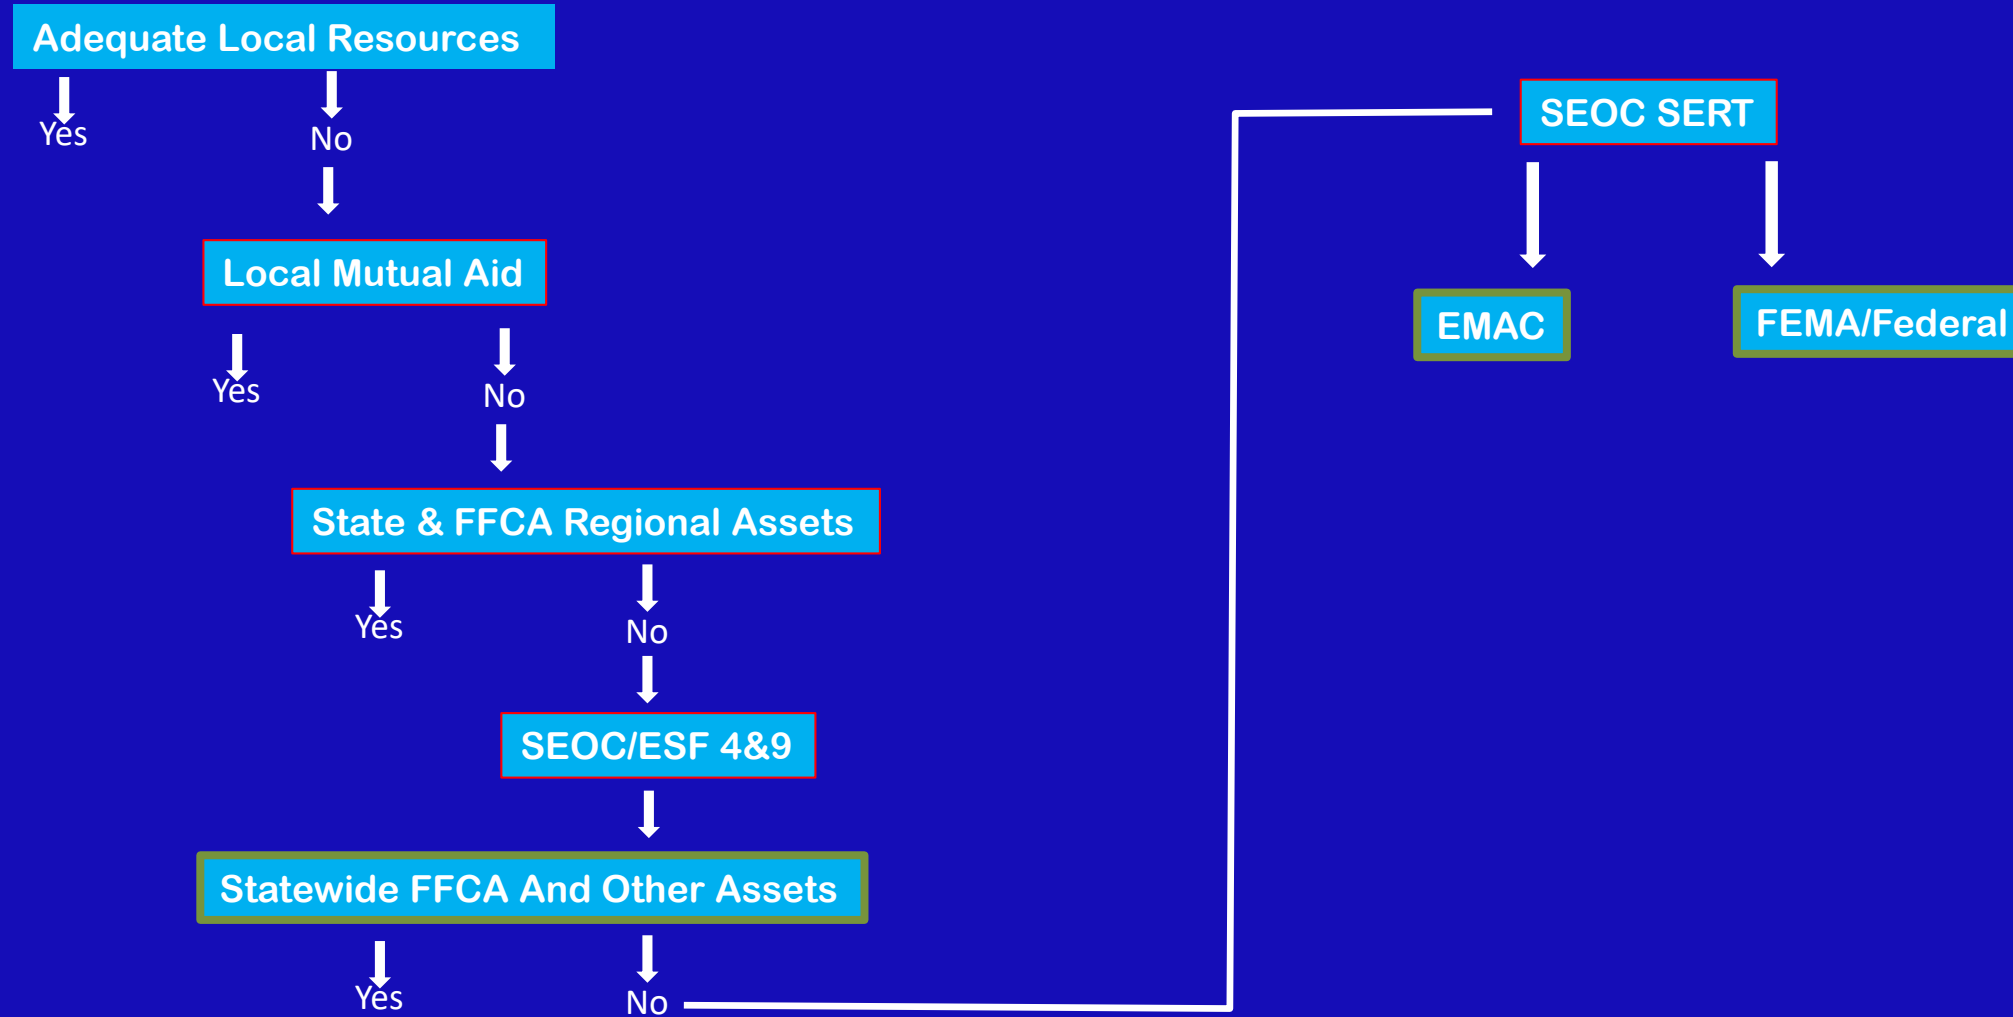 Adequate Local Resources
Yes
No
Local Mutual Aid
Yes
No
State & FFCA Regional Assets
Yes
No
SEOC/ESF 4&9
Statewide FFCA And Other Assets
Yes
No
SEOC SERT
EMAC
FEMA/Federal